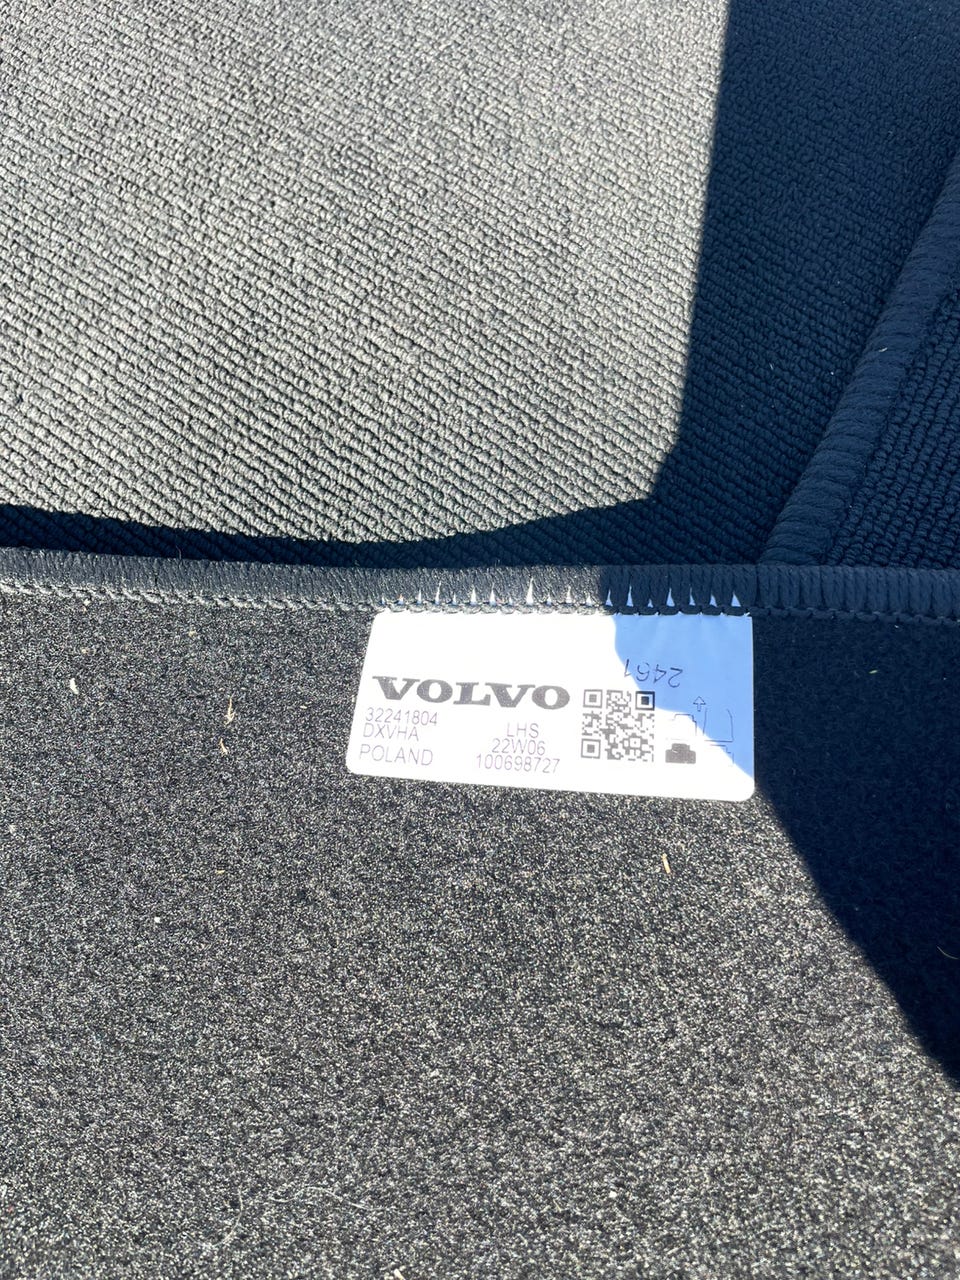 2461
VOLVO
32241804 LHS
DXVHA 22W06
POLAND 100698727